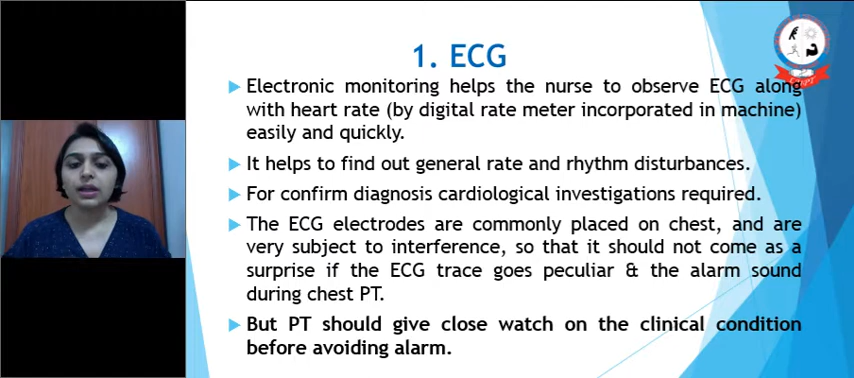 1. ECG
Electronic monitoring helps the nurse to observe ECG along
with heart rate (by digital rate meter incorporated in machine)
easily and quickly.
It helps to find out general rate and rhythm disturbances.
For confirm diagnosis cardiological investigations required.
The ECG electrodes are commonly placed on chest, and are
very subject to interference, so that it should not come as a
surprise if the ECG trace goes peculiar & the alarm sound
during chest PT.
But PT should give close watch on the clinical condition
before avoiding alarm.